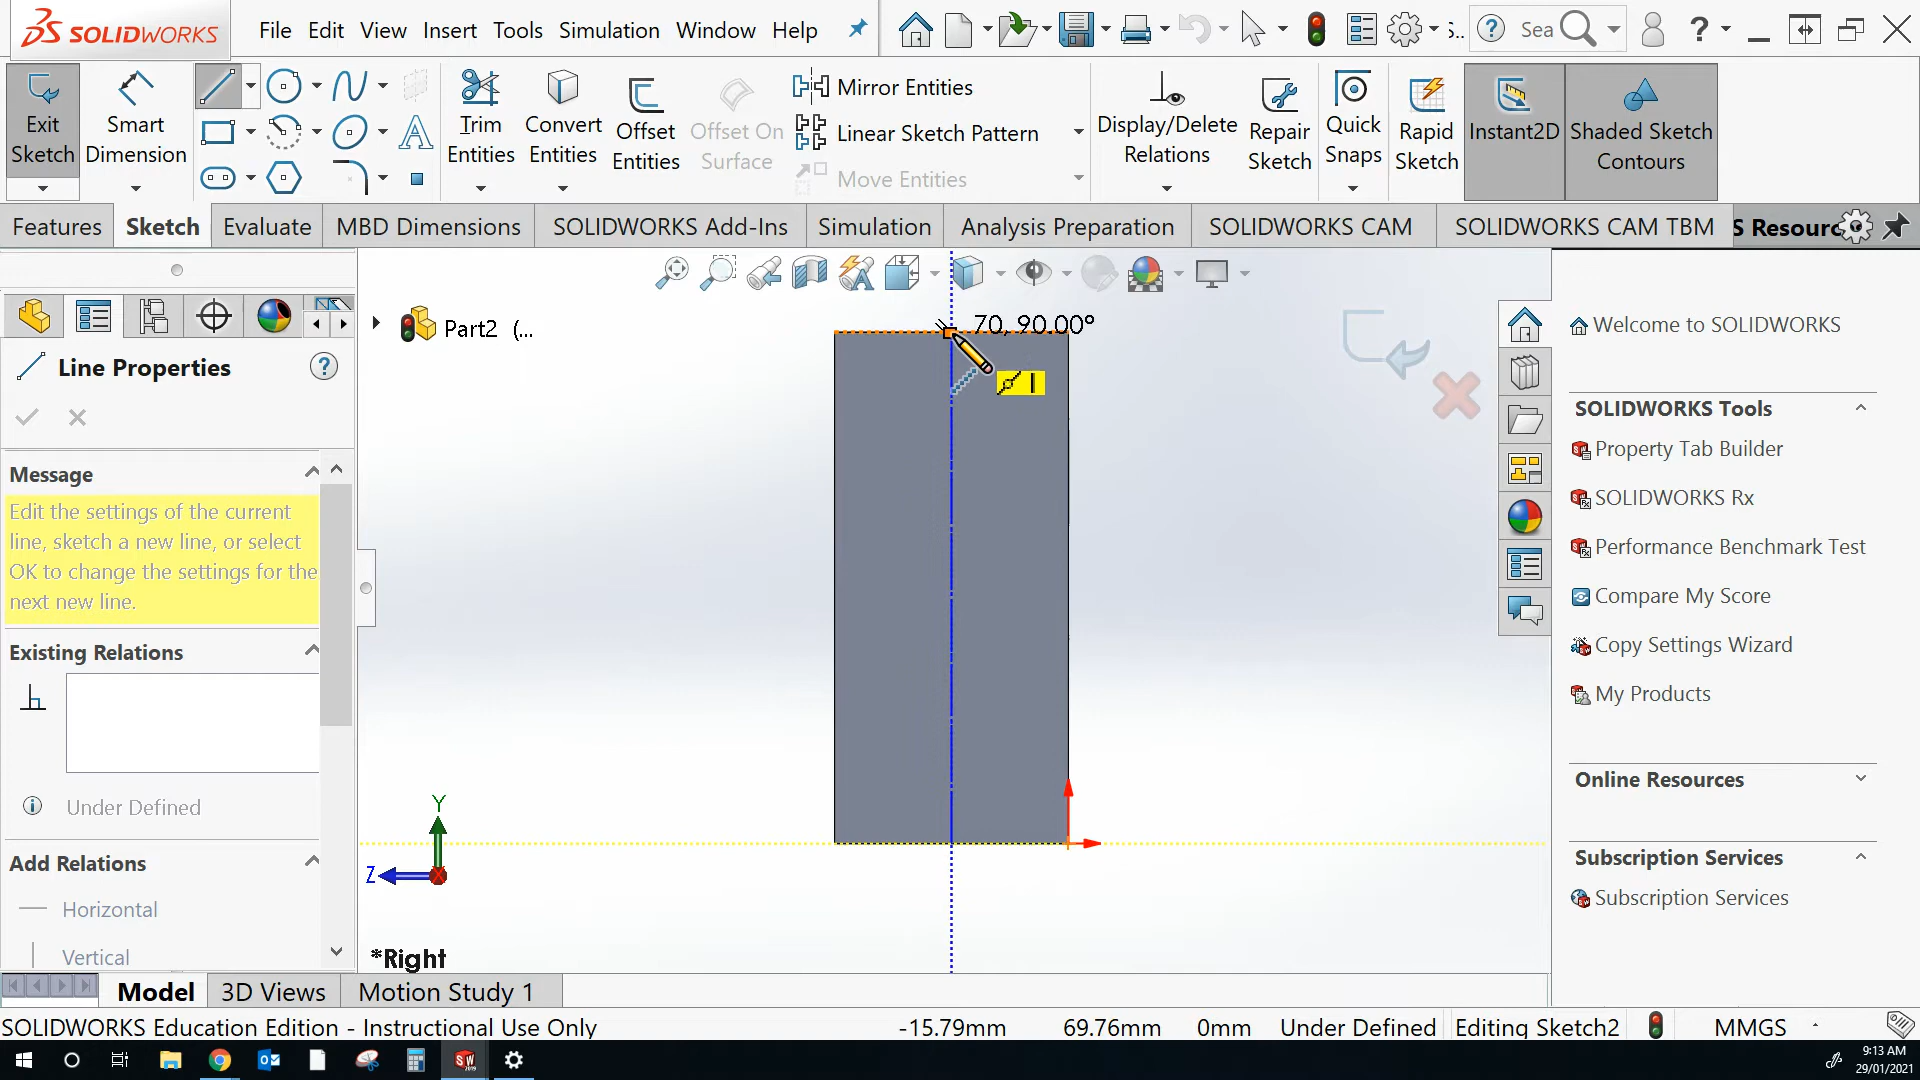 SOLIDWORKS File Edit View Insert Tools Simulation Window Help S.. ? Sea ?
Exit Sketch
Smart Dimension
Trim Entities
Convert Entities
Offset Entities
Offset On Surface
Mirror Entities
Linear Sketch Pattern
Move Entities
Display/Delete Relations
Repair Sketch
Quick Snaps
Rapid Sketch
Instant2D
Shaded Sketch Contours
Features Sketch Evaluate MBD Dimensions SOLIDWORKS Add-Ins Simulation Analysis Preparation SOLIDWORKS CAM SOLIDWORKS CAM TBM S Resourc
Part2 (...
70, 90.00°
Line Properties ?
Message
Edit the settings of the current
line, sketch a new line, or select
OK to change the settings for the
next new line.
Existing Relations
Under Defined
Add Relations
Horizontal
Vertical
Y
Z
*Right
Welcome to SOLIDWORKS
SOLIDWORKS Tools
Property Tab Builder
SOLIDWORKS Rx
Performance Benchmark Test
Compare My Score
Copy Settings Wizard
My Products
Online Resources
Subscription Services
Subscription Services
Model 3D Views Motion Study 1
SOLIDWORKS Education Edition - Instructional Use Only -15.79mm 69.76mm 0mm Under Defined Editing Sketch2 MMGS
9:13 AM
29/01/2021